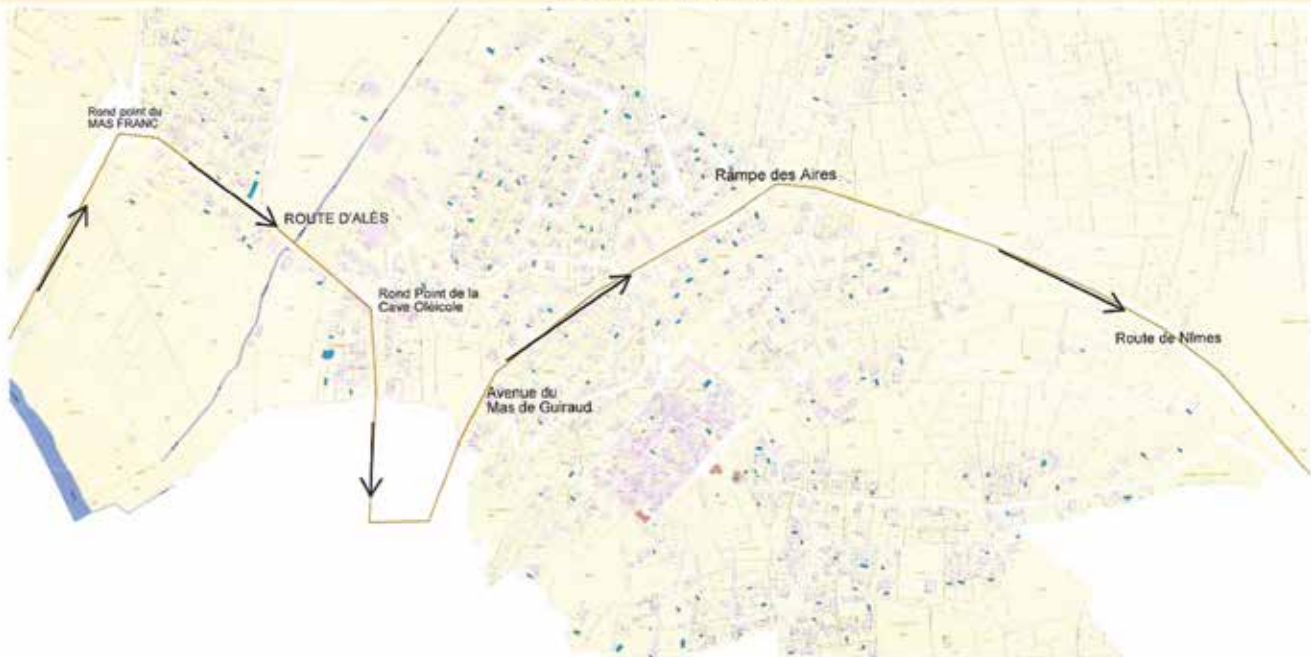 Rond point du
MAS FRANC
ROUTE D'ALÈS
Rond Point de la
Cave Oléicole
Avenue du
Mas de Guiraud
Rampe des Aires
Route de Nîmes